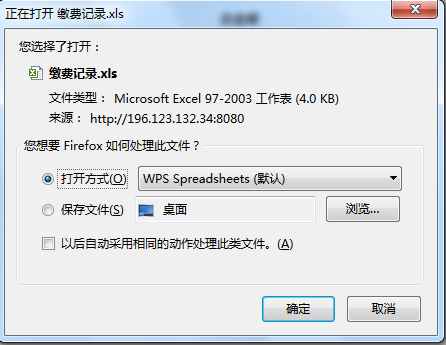 正在打开 缴费记录.xls
您选择了打开：
缴费记录.xls
文件类型： Microsoft Excel 97-2003 工作表 (4.0 KB)
来源： http://196.123.132.34:8080
您想要 Firefox 如何处理此文件？
打开方式(O) WPS Spreadsheets (默认)
保存文件(S) 桌面 浏览...
以后自动采用相同的动作处理此类文件。(A)
确定 取消